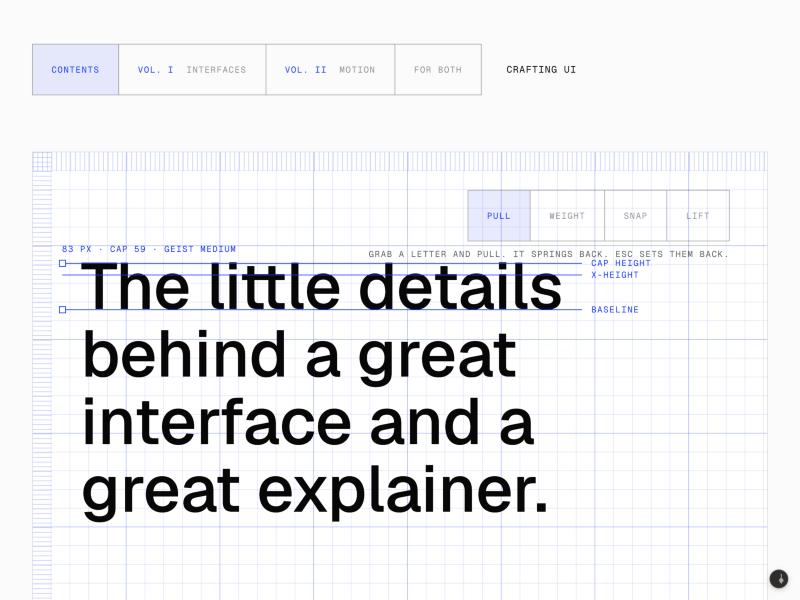 CONTENTS VOL. I INTERFACES VOL. II MOTION FOR BOTH CRAFTING UI
PULL WEIGHT SNAP LIFT
83 PX · CAP 59 · GEIST MEDIUM
GRAB A LETTER AND PULL. IT SPRINGS BACK. ESC SETS THEM BACK.
CAP HEIGHT
X-HEIGHT
The little details
BASELINE
behind a great
interface and a
great explainer.